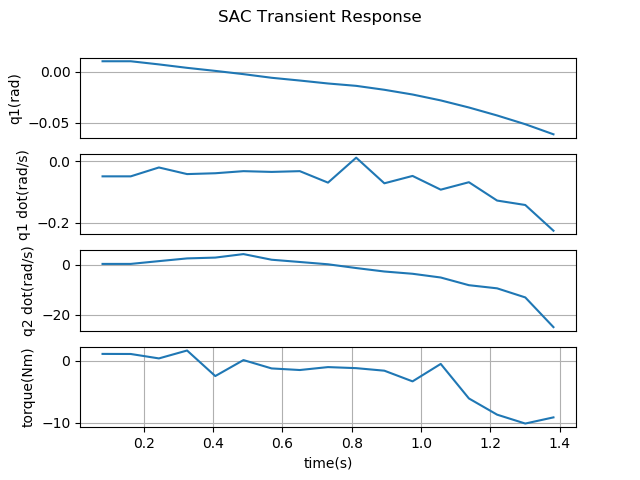 SAC Transient Response
q1(rad)
0.00
−0.05
q1 dot(rad/s)
0.0
−0.2
q2 dot(rad/s)
0
−20
torque(Nm)
0
−10
0.2 0.4 0.6 0.8 1.0 1.2 1.4
time(s)